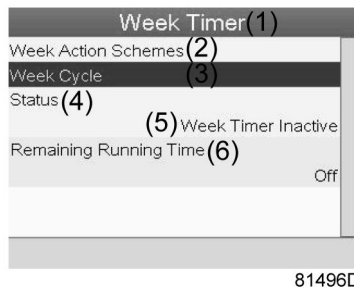 Week Timer(1)
Week Action Schemes(2)
Week Cycle (3)
Status(4)
(5)Week Timer Inactive
Remaining Running Time(6)
Off
81496D